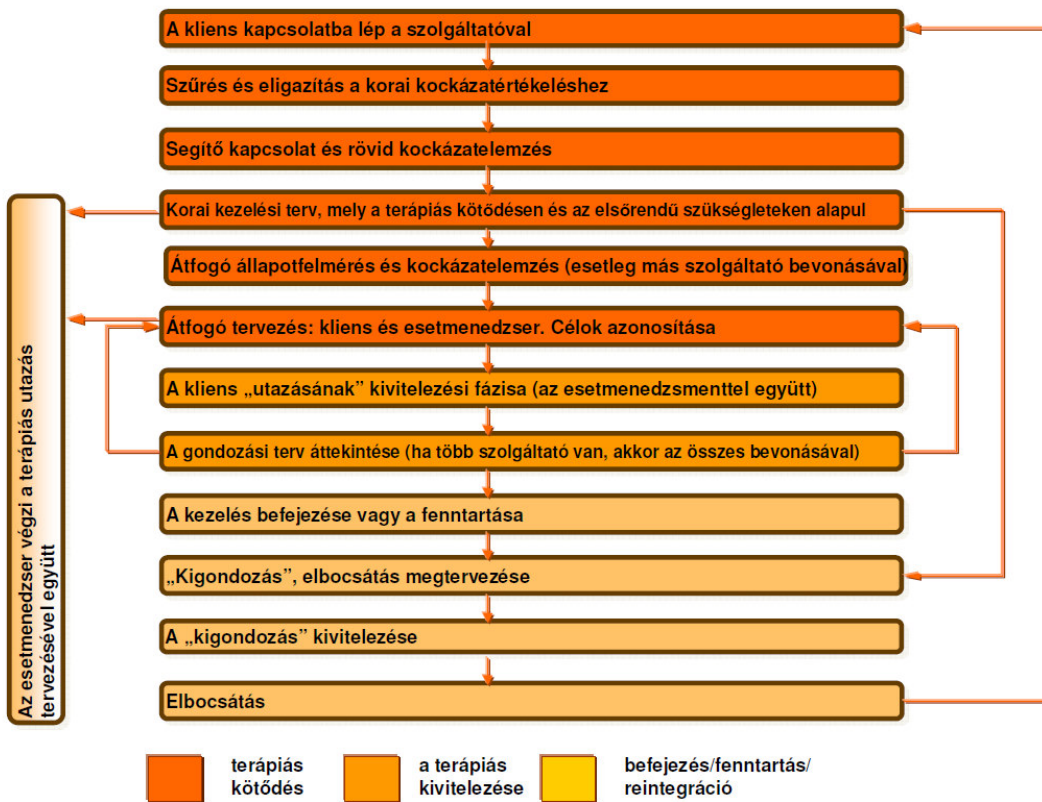 A kliens kapcsolatba lép a szolgáltatóval
Szűrés és eligazítás a korai kockázatértékeléshez
Segítő kapcsolat és rövid kockázatelemzés
Korai kezelési terv, mely a terápiás kötődésen és az elsőrendű szükségleteken alapul
Átfogó állapotfelmérés és kockázatelemzés (esetleg más szolgáltató bevonásával)
Átfogó tervezés: kliens és esetmenedzser. Célok azonosítása
A kliens „utazásának” kivitelezési fázisa (az esetmenedzsmenttel együtt)
A gondozási terv áttekintése (ha több szolgáltató van, akkor az összes bevonásával)
A kezelés befejezése vagy a fenntartása
„Kigondozás”, elbocsátás megtervezése
A „kigondozás” kivitelezése
Elbocsátás
Az esetmenedzser végzi a terápiás utazás
tervezésével együtt
terápiás
kötődés
a terápiás
kivitelezése
befejezés/fenntartás/
reintegráció